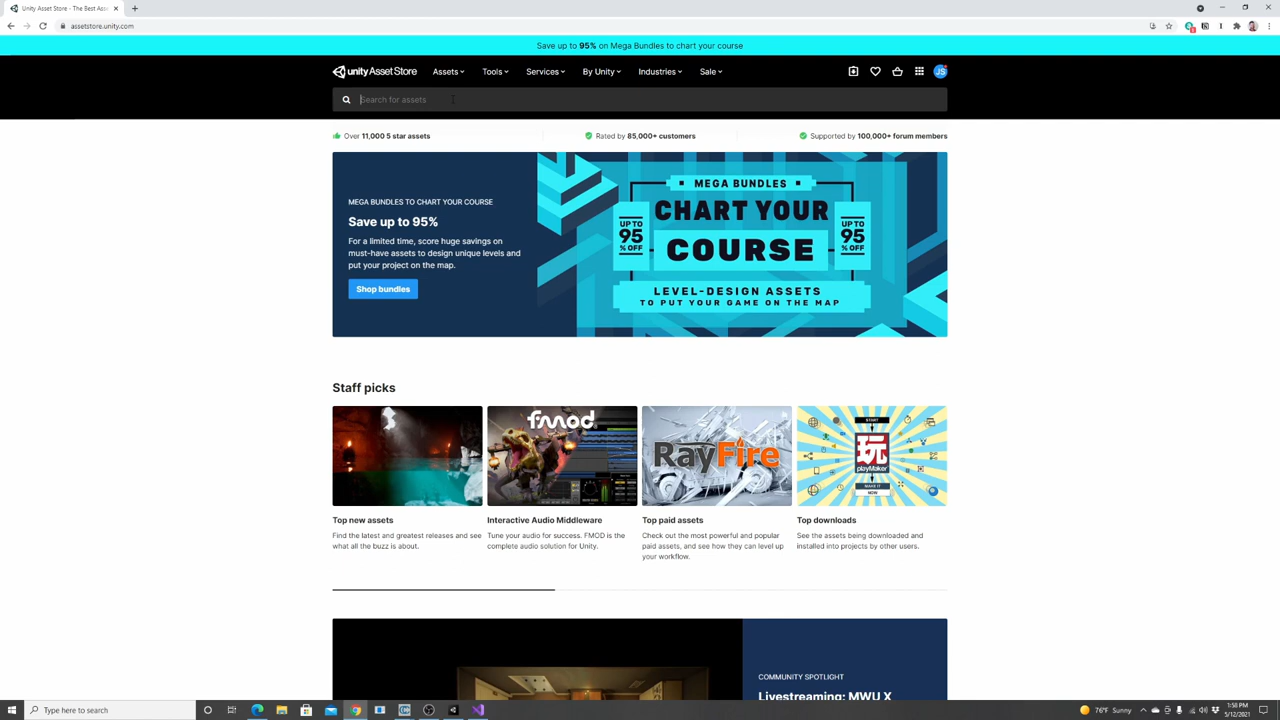 Unity Asset Store - The Best Ass
assetstore.unity.com
Save up to 95% on Mega Bundles to chart your course
unity Asset Store
Assets
Tools
Services
By Unity
Industries
Sale
JS
Search for assets
Over 11,000 5 star assets
Rated by 85,000+ customers
Supported by 100,000+ forum members
MEGA BUNDLES TO CHART YOUR COURSE
Save up to 95%
For a limited time, score huge savings on
must-have assets to design unique levels and
put your project on the map.
Shop bundles
MEGA BUNDLES
CHART YOUR
COURSE
UP TO
95
% OFF
UP TO
95
% OFF
LEVEL-DESIGN ASSETS
TO PUT YOUR GAME ON THE MAP
Staff picks
fmod
RayFire
START
玩
playMaker
MAKE IT
NOW
Top new assets
Find the latest and greatest releases and see
what all the buzz is about.
Interactive Audio Middleware
Tune your audio for success. FMOD is the
complete audio solution for Unity.
Top paid assets
Check out the most powerful and popular
paid assets, and see how they can level up
your workflow.
Top downloads
See the assets being downloaded and
installed into projects by other users.
COMMUNITY SPOTLIGHT
Livestreaming: MWU X
Type here to search
76°F Sunny
1:58 PM
5/12/2021